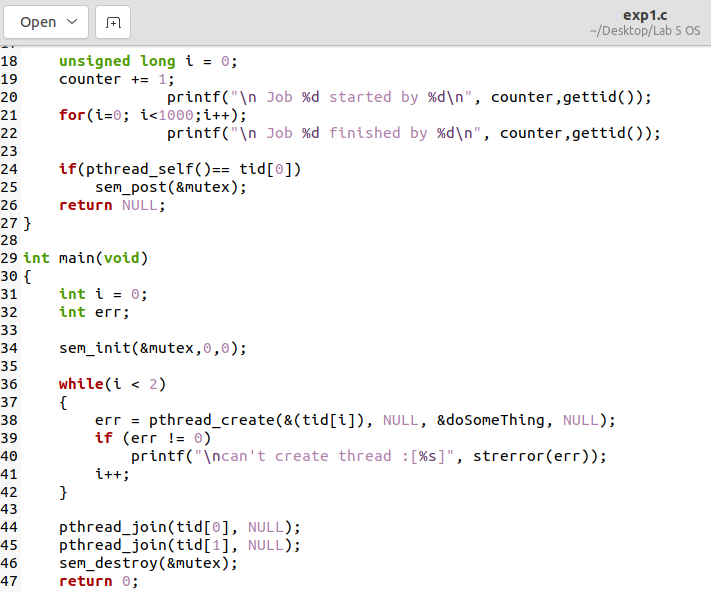 Open
exp1.c
~/Desktop/Lab 5 OS
18     unsigned long i = 0;
19     counter += 1;
20                 printf("\n Job %d started by %d\n", counter,gettid());
21     for(i=0; i<1000;i++);
22                 printf("\n Job %d finished by %d\n", counter,gettid());
23
24     if(pthread_self()== tid[0])
25         sem_post(&mutex);
26     return NULL;
27 }
28
29 int main(void)
30 {
31     int i = 0;
32     int err;
33
34     sem_init(&mutex,0,0);
35
36     while(i < 2)
37     {
38         err = pthread_create(&(tid[i]), NULL, &doSomeThing, NULL);
39         if (err != 0)
40             printf("\ncan't create thread :[%s]", strerror(err));
41         i++;
42     }
43
44     pthread_join(tid[0], NULL);
45     pthread_join(tid[1], NULL);
46     sem_destroy(&mutex);
47     return 0;